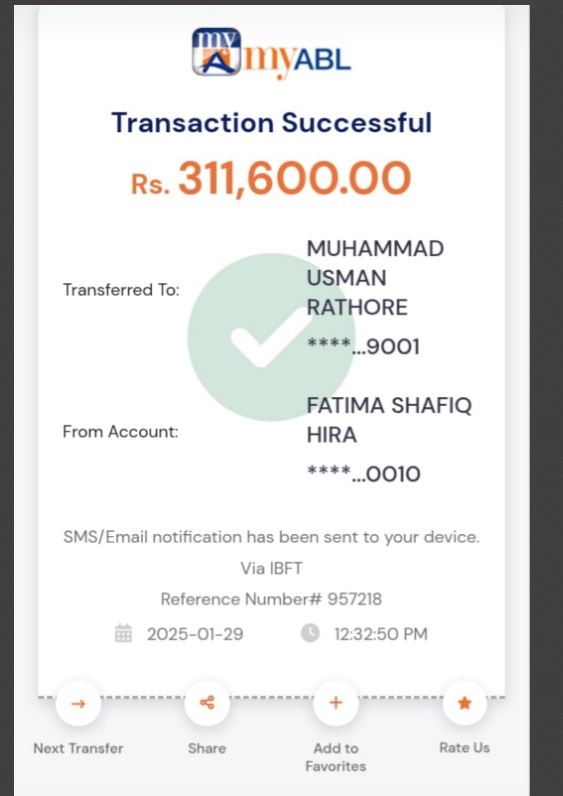 my
myABL
Transaction Successful
Rs. 311,600.00
Transferred To:
MUHAMMAD
USMAN
RATHORE
****...9001
From Account:
FATIMA SHAFIQ
HIRA
****...0010
SMS/Email notification has been sent to your device.
Via IBFT
Reference Number# 957218
2025-01-29 12:32:50 PM
Next Transfer
Share
Add to
Favorites
Rate Us